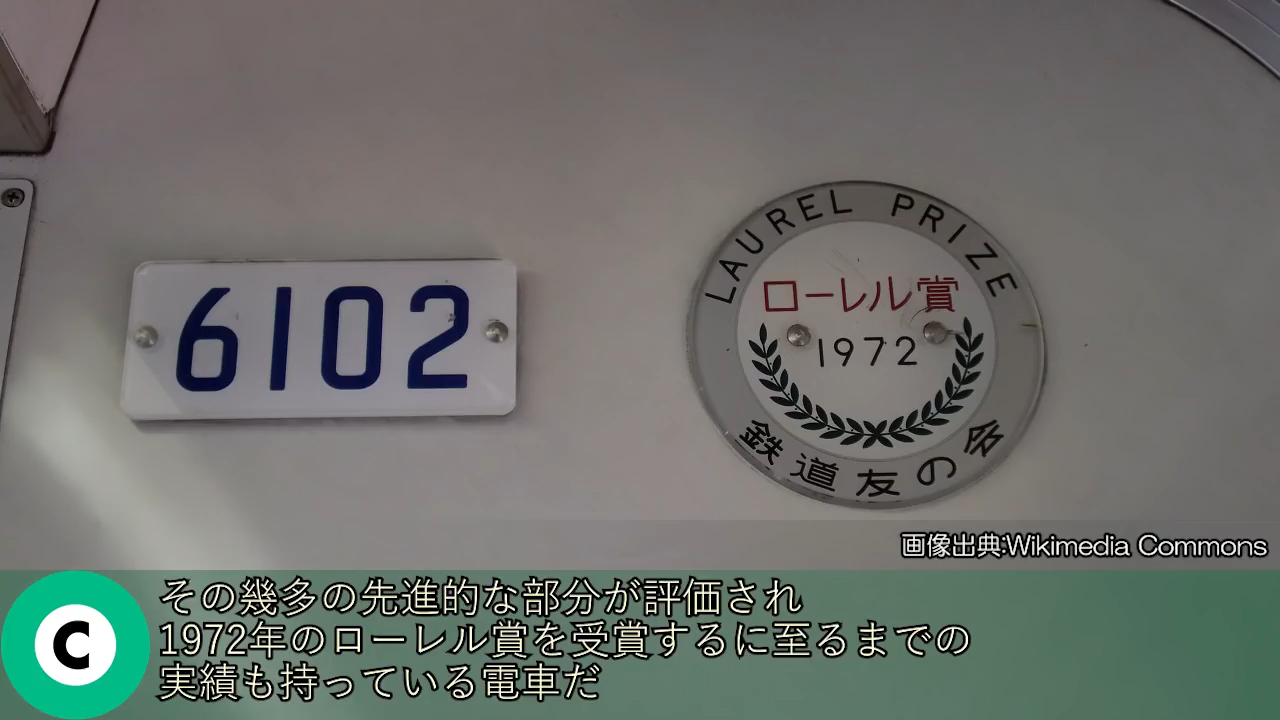 6102
LAUREL PRIZE
ローレル賞
1972
鉄道友の会
画像出典:Wikimedia Commons
C
その幾多の先進的な部分が評価され
1972年のローレル賞を受賞するに至るまでの
実績も持っている電車だ